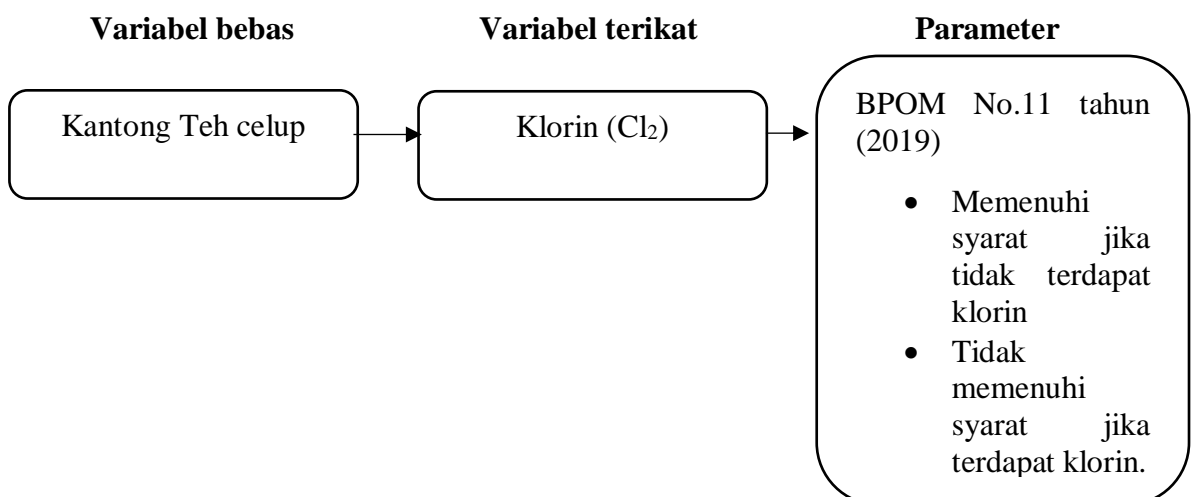 Variabel bebas
Variabel terikat
Parameter
Kantong Teh celup
Klorin (Cl₂)
BPOM No.11 tahun
(2019)
• Memenuhi
syarat jika
tidak terdapat
klorin
• Tidak
memenuhi
syarat jika
terdapat klorin.